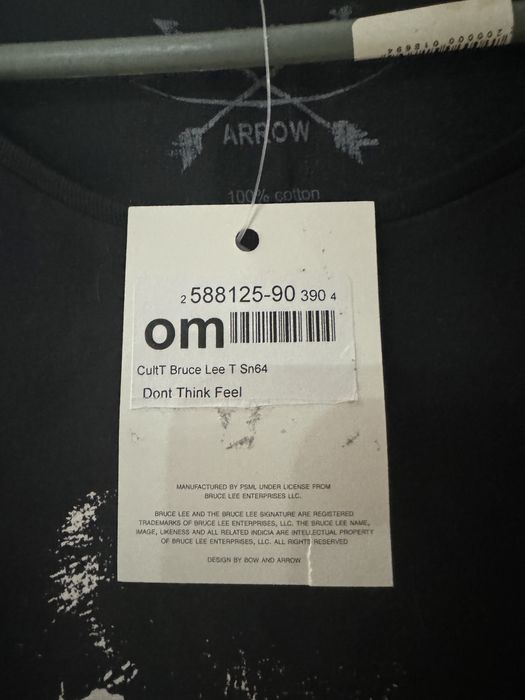 200000 018694
ARROW
100% cotton
2 588125-90 390 4
om
CultT Bruce Lee T Sn64
Dont Think Feel
MANUFACTURED BY PSML UNDER LICENSE FROM
BRUCE LEE ENTERPRISES LLC.
BRUCE LEE AND THE BRUCE LEE SIGNATURE ARE REGISTERED
TRADEMARKS OF BRUCE LEE ENTERPRISES, LLC. THE BRUCE LEE NAME,
IMAGE, LIKENESS AND ALL RELATED INDICIA ARE INTELLECTUAL PROPERTY
OF BRUCE LEE ENTERPRISES, LLC. ALL RIGHTS RESERVED
DESIGN BY BOW AND ARROW